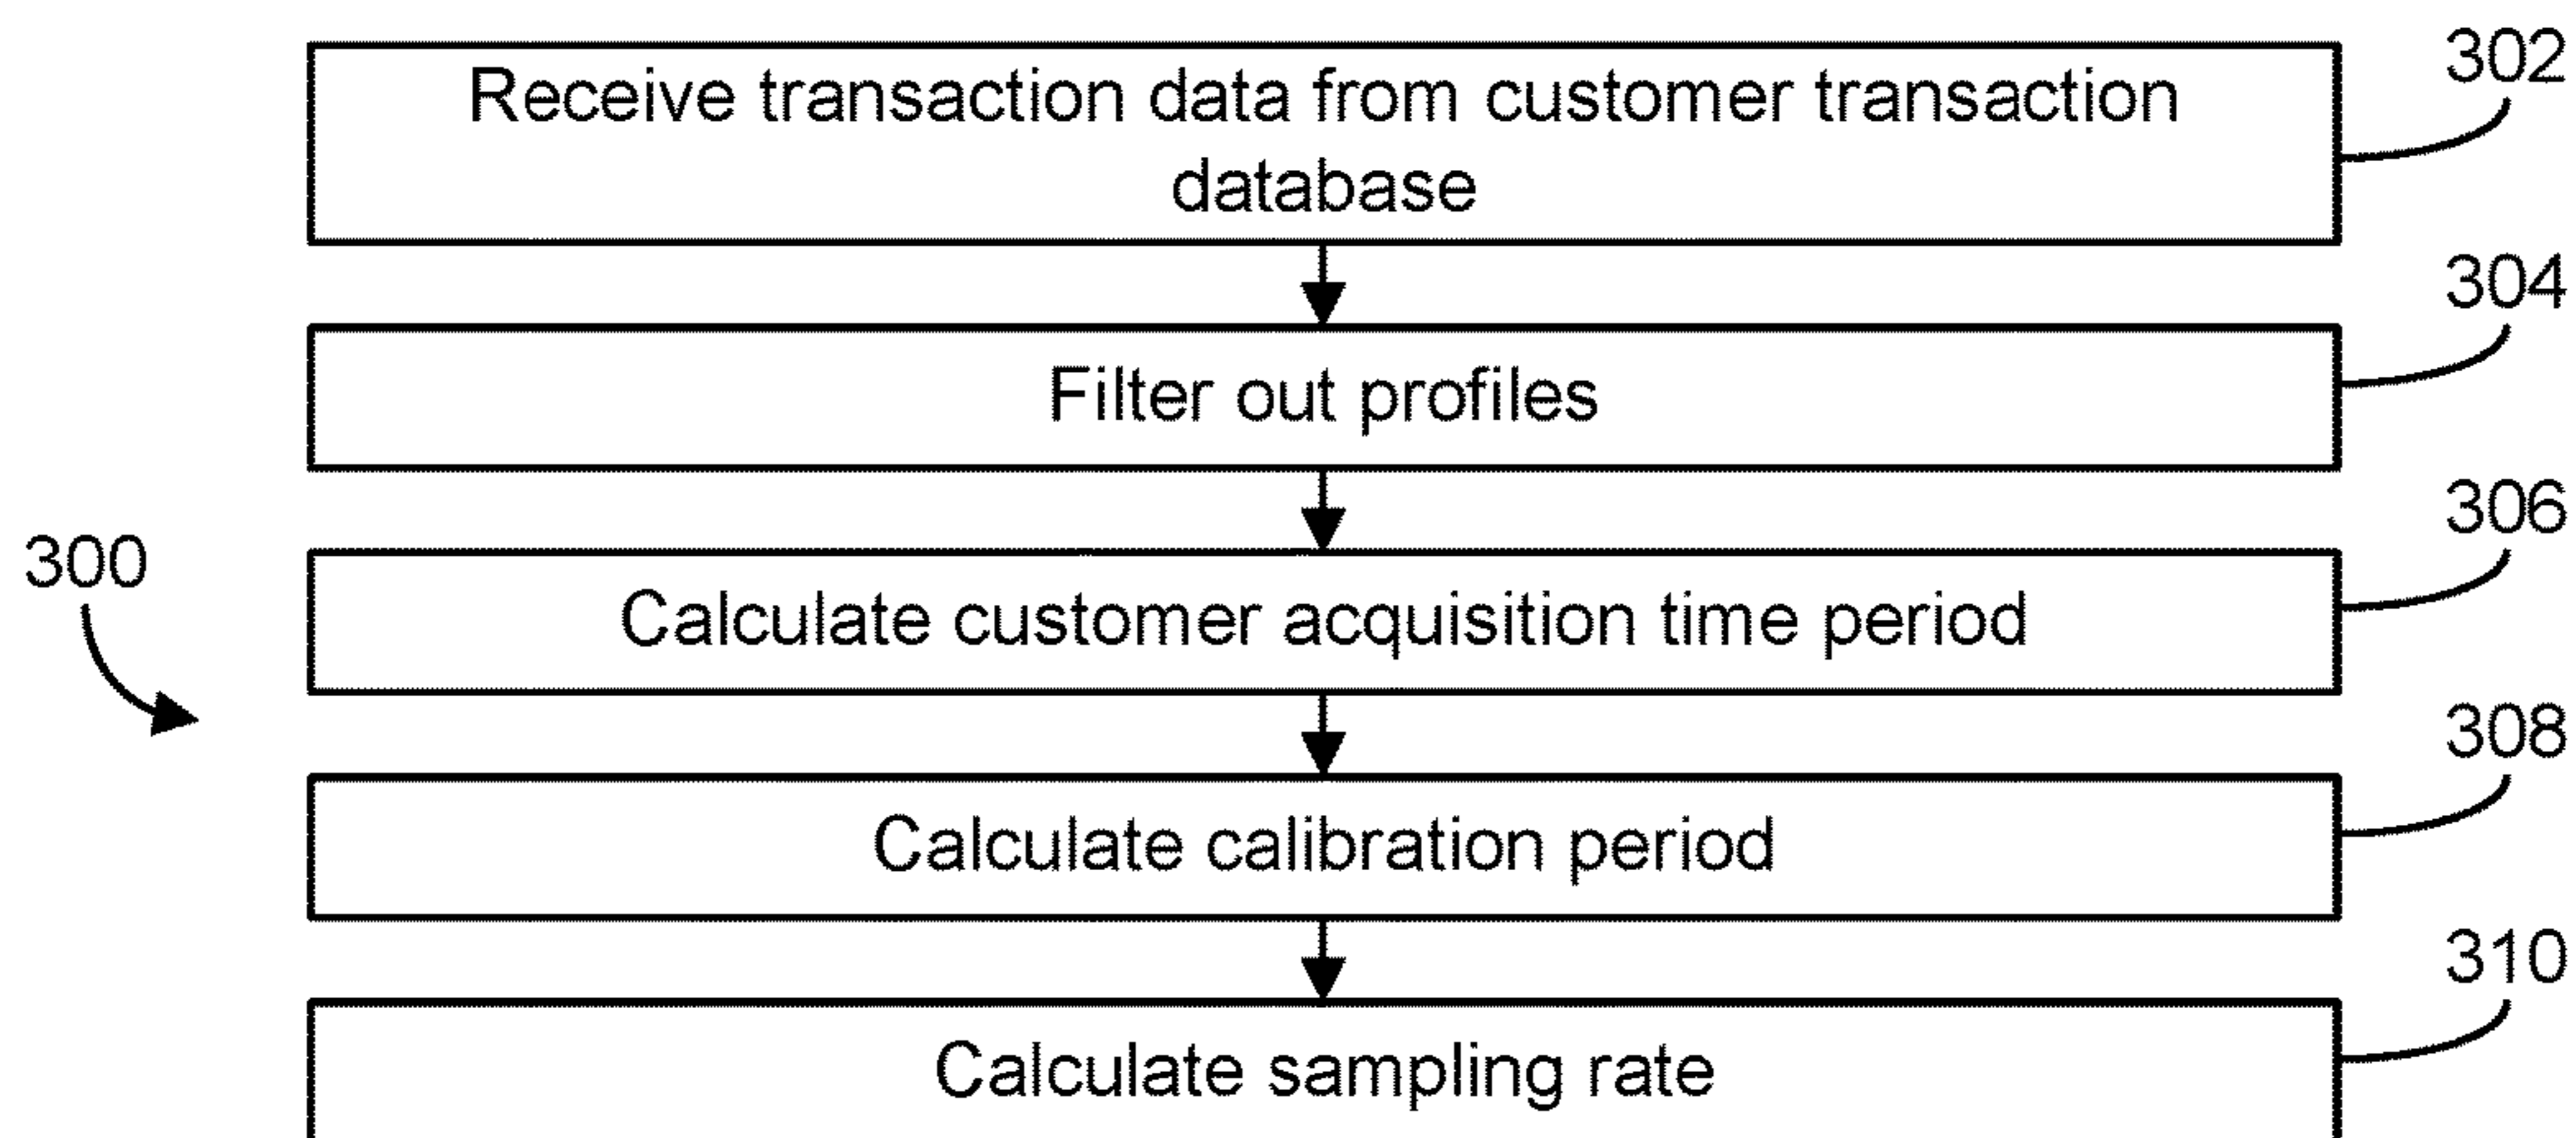 Receive transaction data from customer transaction
database
302
Filter out profiles
304
Calculate customer acquisition time period
306
300
Calculate calibration period
308
Calculate sampling rate
310